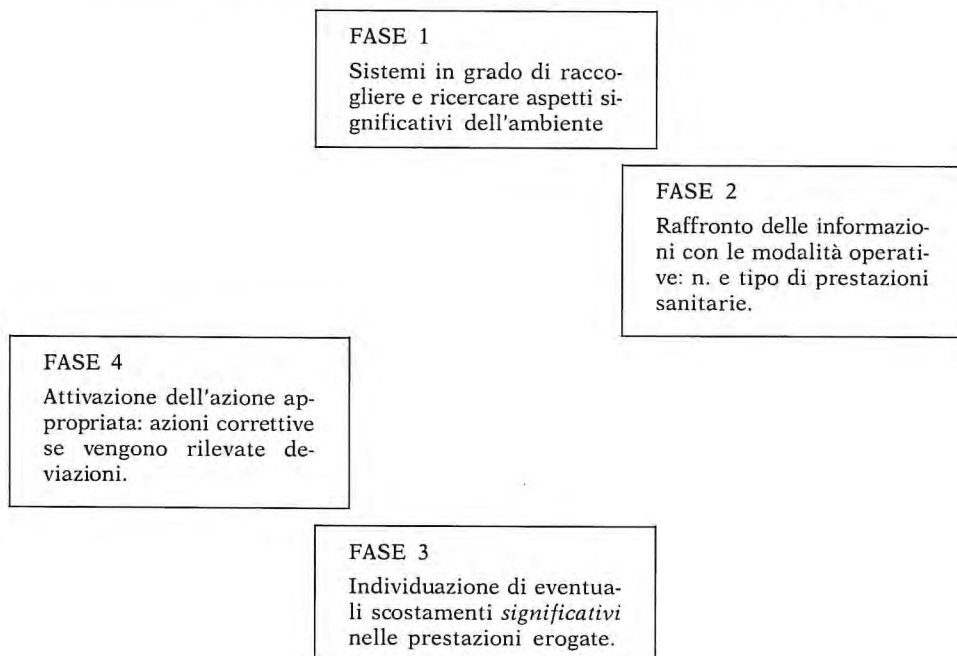 FASE 1
Sistemi in grado di racco-
gliere e ricercare aspetti si-
gnificativi dell'ambiente
FASE 2
Raffronto delle informazio-
ni con le modalità operati-
ve: n. e tipo di prestazioni
sanitarie.
FASE 4
Attivazione dell'azione ap-
propriata: azioni correttive
se vengono rilevate de-
viazioni.
FASE 3
Individuazione di eventua-
li scostamenti significativi
nelle prestazioni erogate.